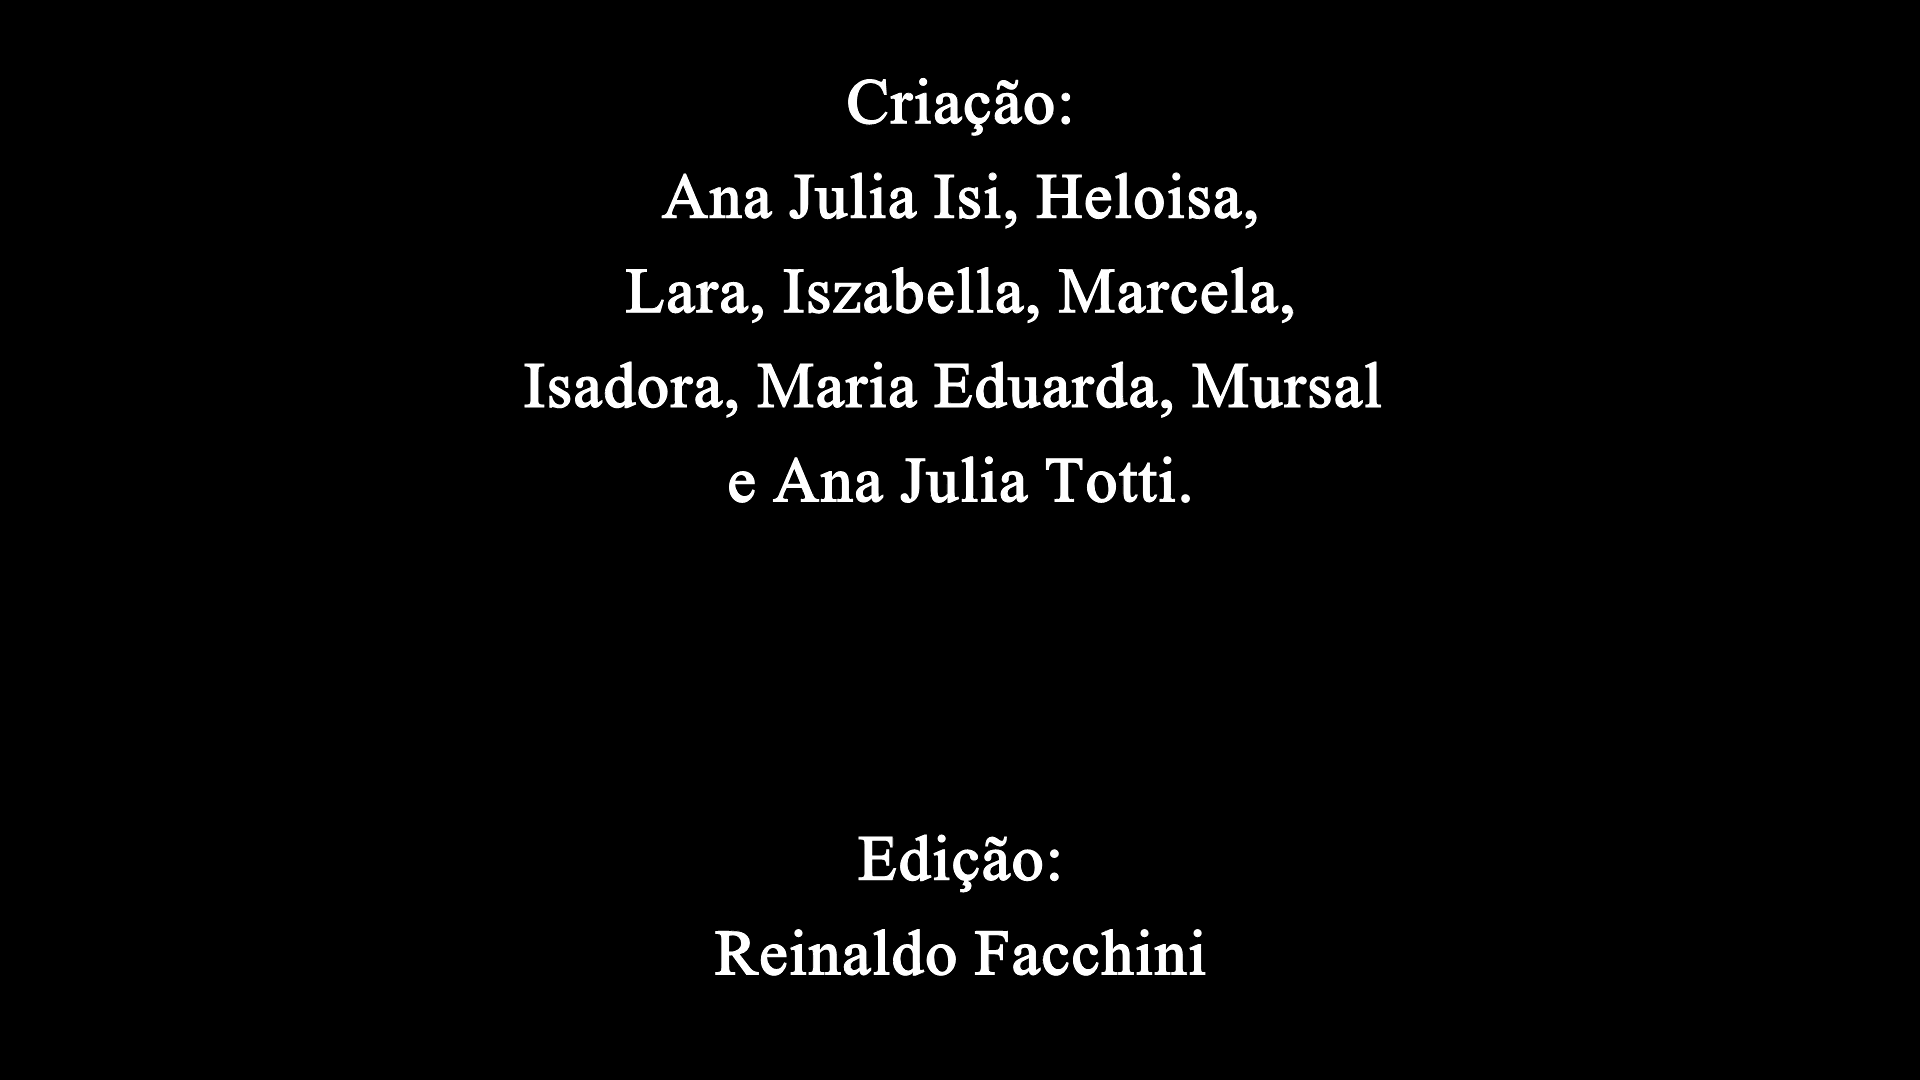 Criação:
Ana Julia Isi, Heloisa,
Lara, Iszabella, Marcela,
Isadora, Maria Eduarda, Mursal
e Ana Julia Totti.
Edição:
Reinaldo Facchini